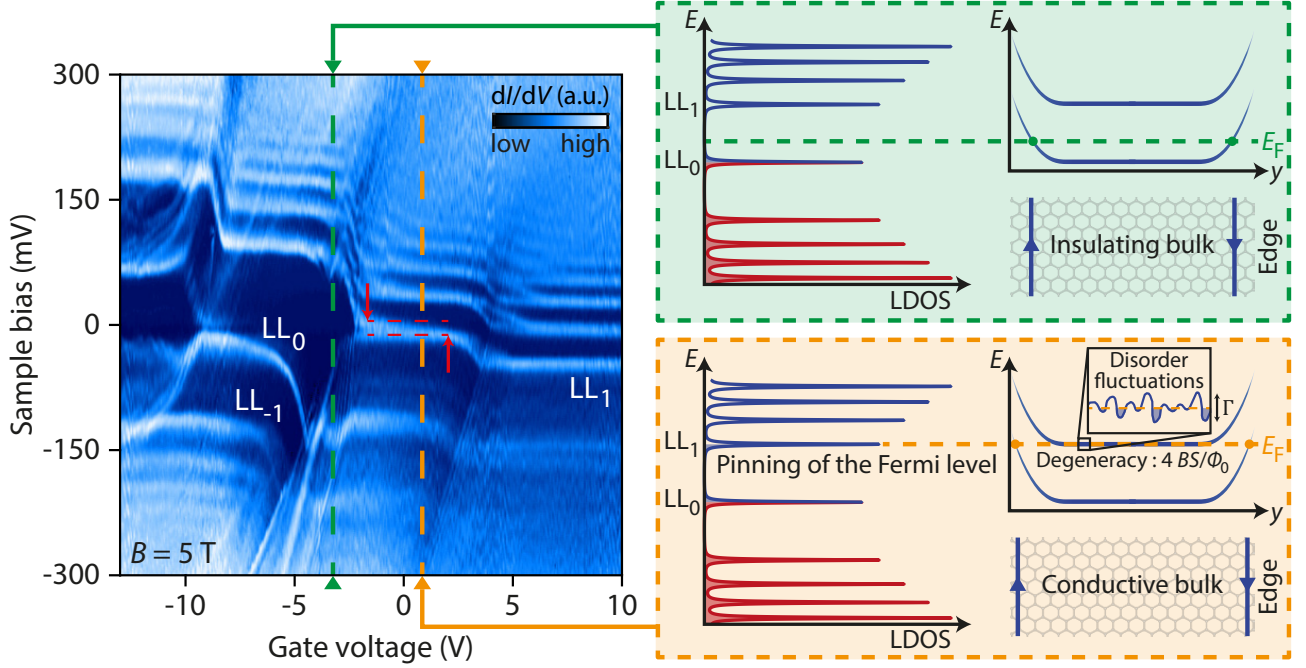 300
150
0
-150
-300
Sample bias (mV)
-10
-5
0
5
10
Gate voltage (V)
dI/dV (a.u.)
low high
LL₀
LL₋₁
LL₁
B = 5 T
E
LL₁
LL₀
LDOS
E
E_F
y
Insulating bulk
Edge
E
LL₁
LL₀
Pinning of the Fermi level
LDOS
E
Disorder
fluctuations
Γ
E_F
Degeneracy : 4 BS/Φ₀
y
Conductive bulk
Edge